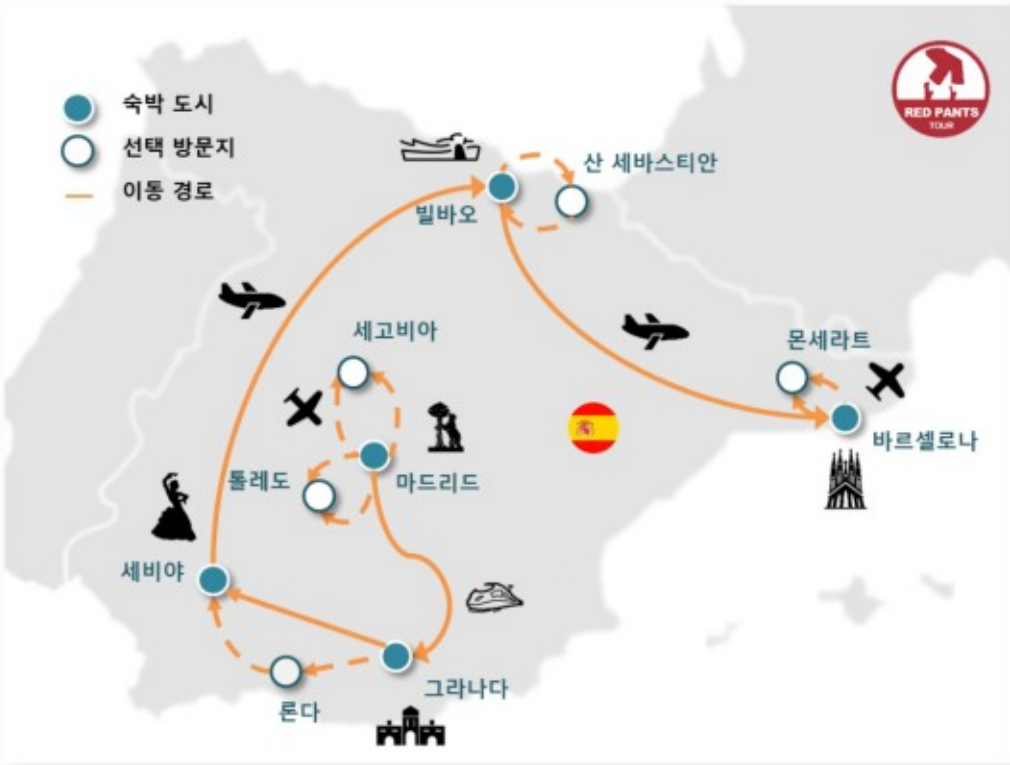 숙박 도시
선택 방문지
이동 경로
RED PANTS
TOUR
산 세바스티안
빌바오
세고비아
몬세라트
바르셀로나
톨레도
마드리드
세비야
그라나다
론다